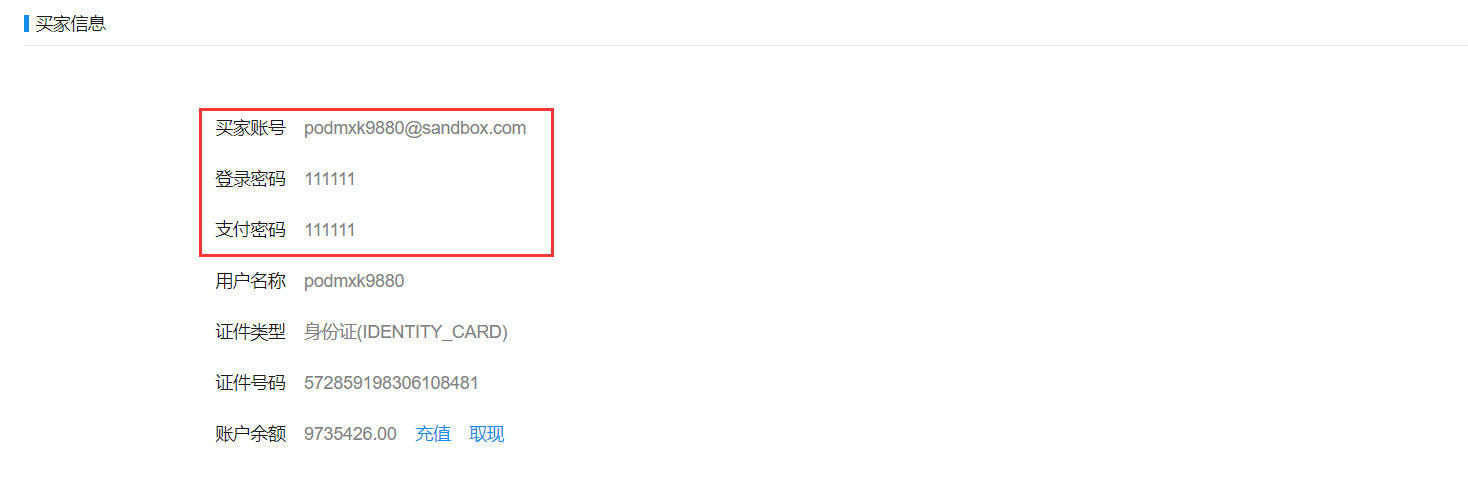 买家信息
买家账号 podmxk9880@sandbox.com
登录密码 111111
支付密码 111111
用户名称 podmxk9880
证件类型 身份证(IDENTITY_CARD)
证件号码 572859198306108481
账户余额 9735426.00 充值 取现